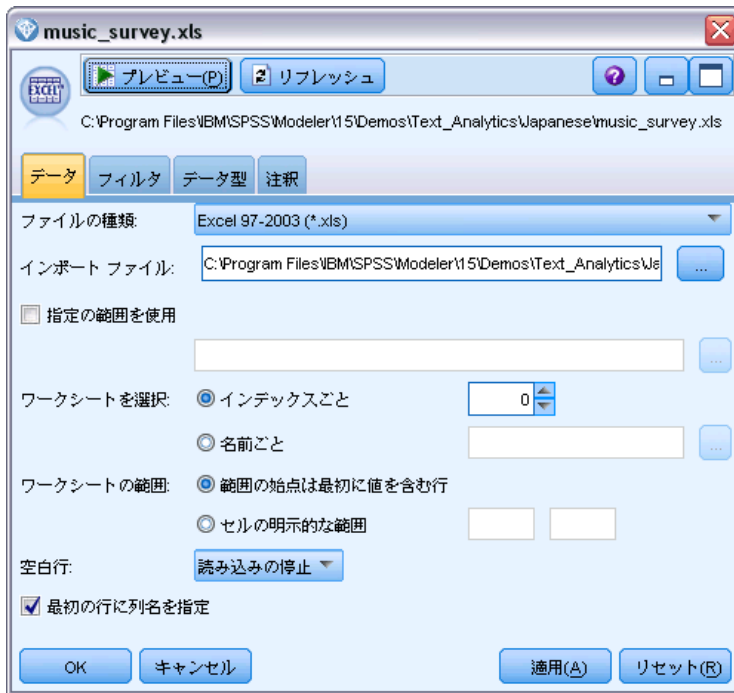 music_survey.xls
EXCEL
プレビュー(P)
リフレッシュ
C:\Program Files\IBM\SPSS\Modeler\15\Demos\Text_Analytics\Japanese\music_survey.xls
データ
フィルタ
データ型
注釈
ファイルの種類:
Excel 97-2003 (*.xls)
インポート ファイル:
C:\Program Files\IBM\SPSS\Modeler\15\Demos\Text_Analytics\Ja
...
指定の範囲を使用
...
ワークシートを選択:
インデックスごと
0
名前ごと
...
ワークシートの範囲:
範囲の始点は最初に値を含む行
セルの明示的な範囲
空白行:
読み込みの停止
最初の行に列名を指定
OK
キャンセル
適用(A)
リセット(R)